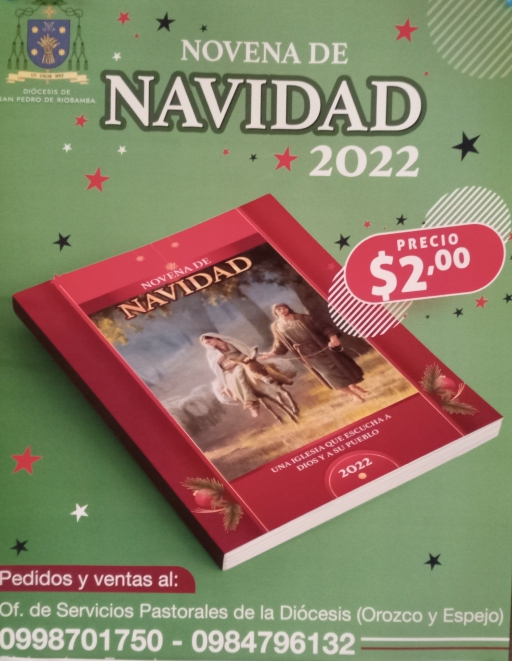 DIÓCESIS DE
SAN PEDRO DE RIOBAMBA
NOVENA DE
NAVIDAD
2022
PRECIO
$2,00
NOVENA DE
NAVIDAD
UNA IGLESIA QUE ESCUCHA A
DIOS Y A SU PUEBLO
2022
Pedidos y ventas al:
Of. de Servicios Pastorales de la Diócesis (Orozco y Espejo)
0998701750 - 0984796132